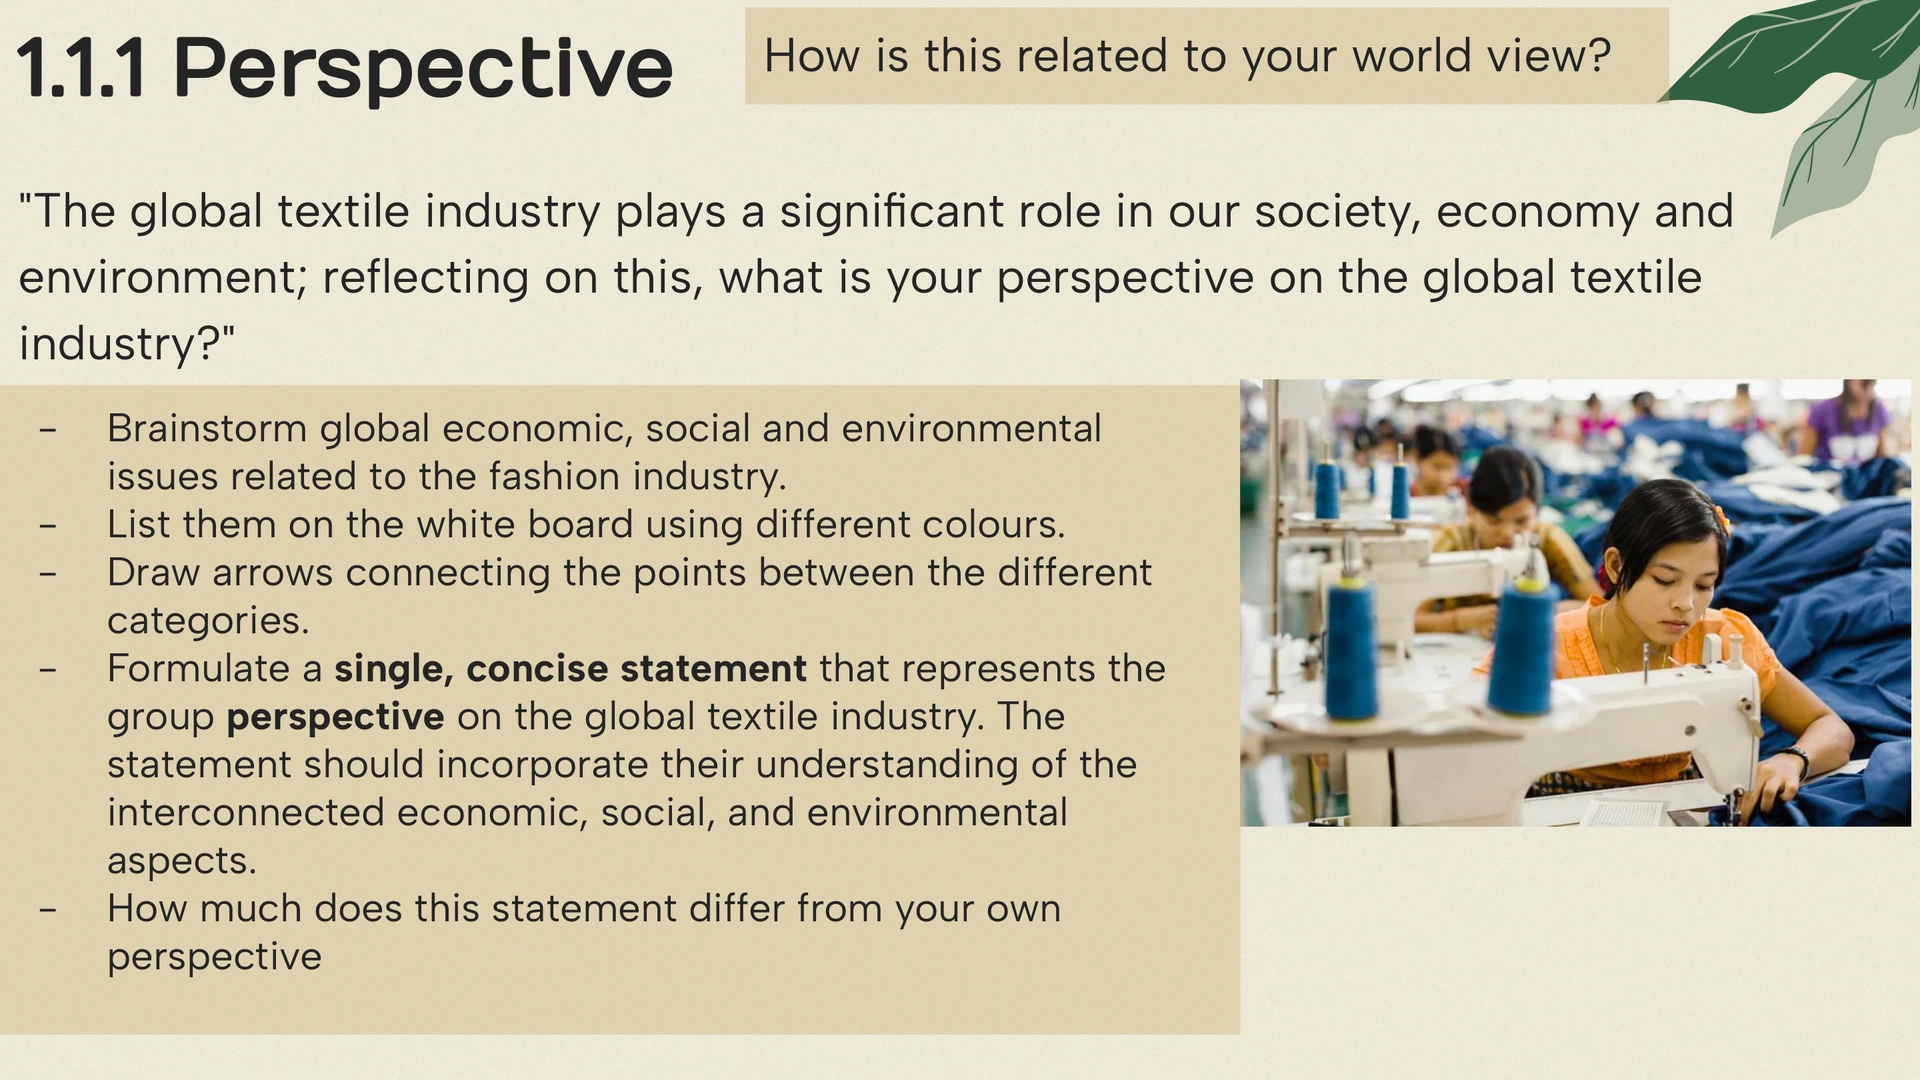 1.1.1 Perspective
How is this related to your world view?
"The global textile industry plays a significant role in our society, economy and
environment; reflecting on this, what is your perspective on the global textile
industry?"
- Brainstorm global economic, social and environmental
issues related to the fashion industry.
- List them on the white board using different colours.
- Draw arrows connecting the points between the different
categories.
- Formulate a single, concise statement that represents the
group perspective on the global textile industry. The
statement should incorporate their understanding of the
interconnected economic, social, and environmental
aspects.
- How much does this statement differ from your own
perspective